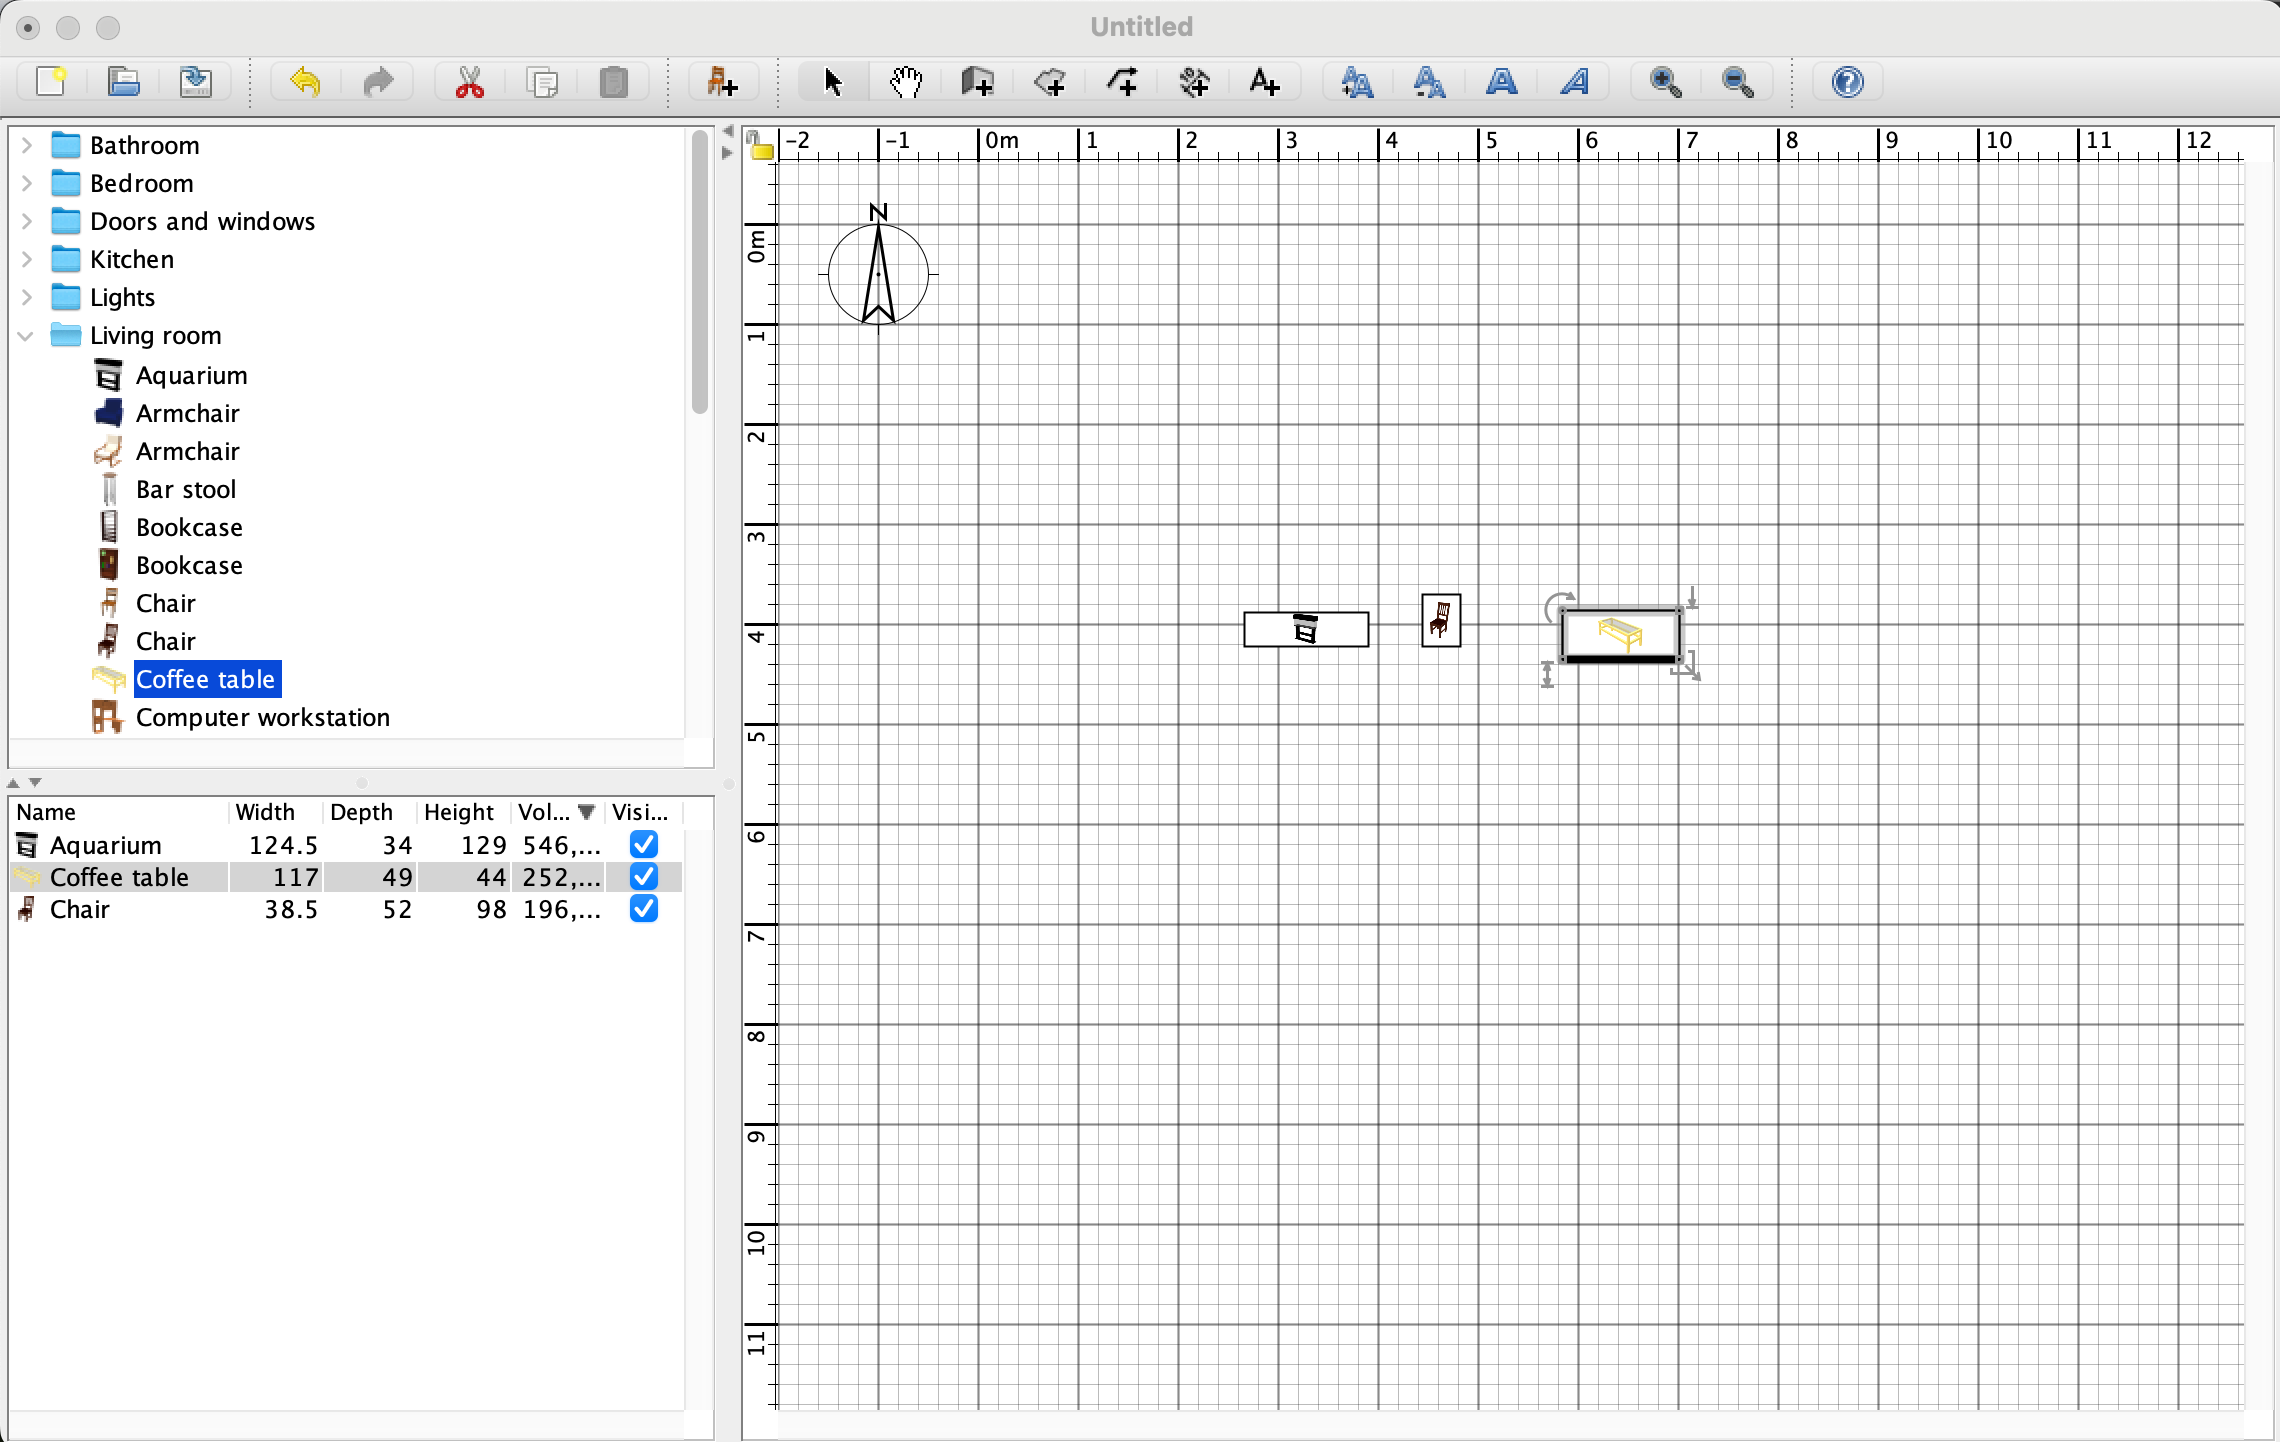 Untitled
Bathroom
Bedroom
Doors and windows
Kitchen
Lights
Living room
Aquarium
Armchair
Armchair
Bar stool
Bookcase
Bookcase
Chair
Chair
Coffee table
Computer workstation
Name Width Depth Height Vol... Visi...
Aquarium 124.5 34 129 546,...
Coffee table 117 49 44 252,...
Chair 38.5 52 98 196,...
-2 -1 0m 1 2 3 4 5 6 7 8 9 10 11 12
N
0m
1
2
3
4
5
6
7
8
9
10
11